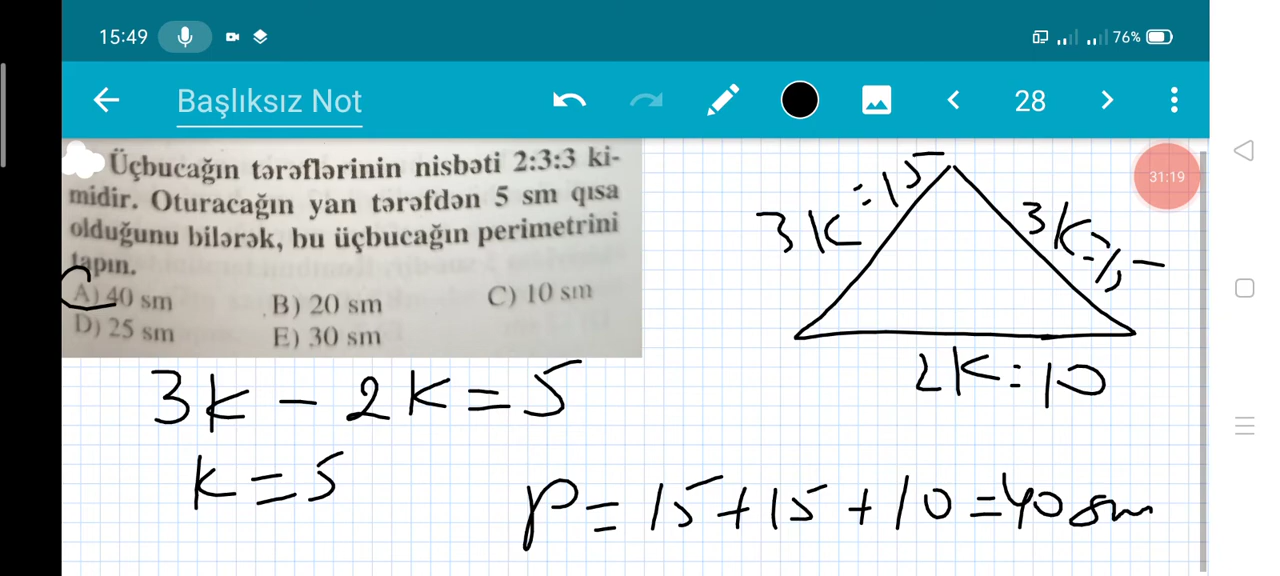 15:49
76%
Başlıksız Not
28
Üçbucağın tərəflərinin nisbəti 2:3:3 ki-
midir. Oturacağın yan tərəfdən 5 sm qısa
olduğunu bilərək, bu üçbucağın perimetrini
tapın.
A) 40 sm B) 20 sm C) 10 sm
D) 25 sm E) 30 sm
31:19
3k = 15
3k = 15
2k = 10
3k - 2k = 5
k = 5
P = 15 + 15 + 10 = 40 sm